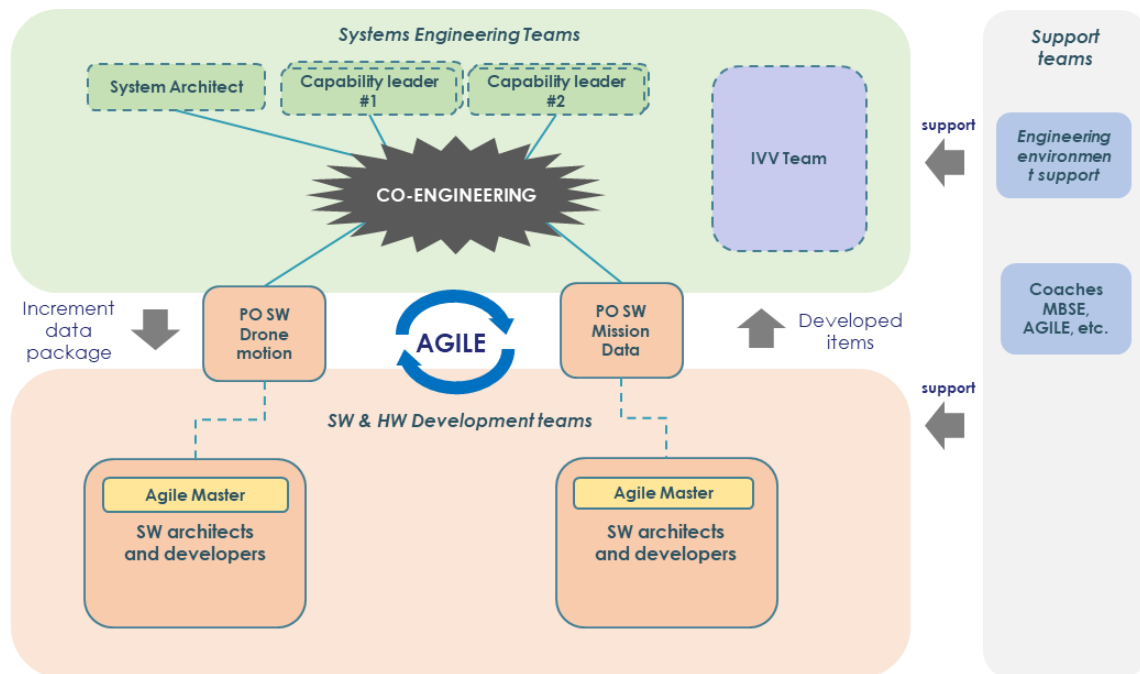 Systems Engineering Teams
System Architect
Capability leader
#1
Capability leader
#2
CO-ENGINEERING
IVV Team
Increment
data
package
PO SW
Drone
motion
AGILE
PO SW
Mission
Data
Developed
items
SW & HW Development teams
Agile Master
SW architects
and developers
Agile Master
SW architects
and developers
support
support
Support
teams
Engineering
environmen
t support
Coaches
MBSE,
AGILE, etc.